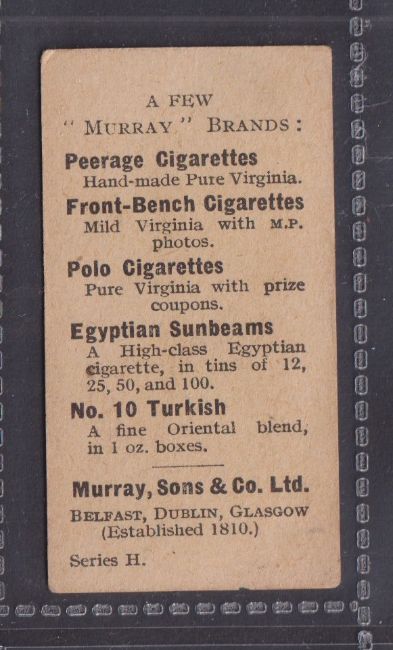 A FEW
"MURRAY" BRANDS:
Peerage Cigarettes
Hand-made Pure Virginia.
Front-Bench Cigarettes
Mild Virginia with M.P.
photos.
Polo Cigarettes
Pure Virginia with prize
coupons.
Egyptian Sunbeams
A High-class Egyptian
cigarette, in tins of 12,
25, 50, and 100.
No. 10 Turkish
A fine Oriental blend,
in 1 oz. boxes.
Murray, Sons & Co. Ltd.
BELFAST, DUBLIN, GLASGOW
(Established 1810.)
Series H.